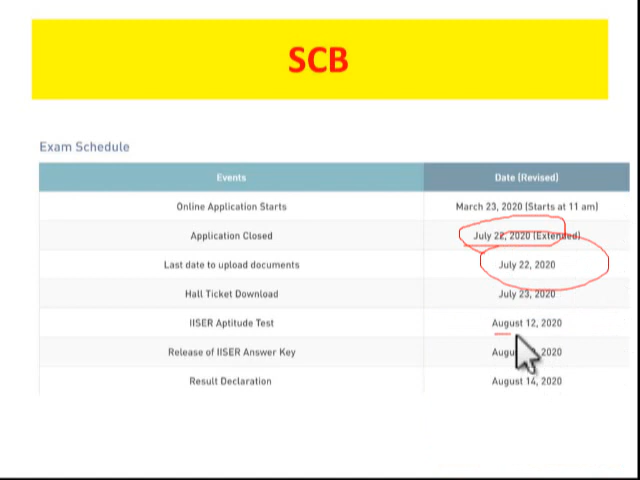 SCB
Exam Schedule
Events Date (Revised)
Online Application Starts March 23, 2020 (Starts at 11 am)
Application Closed July 22, 2020 (Extended)
Last date to upload documents July 22, 2020
Hall Ticket Download July 23, 2020
IISER Aptitude Test August 12, 2020
Release of IISER Answer Key 2020
Result Declaration August 14, 2020